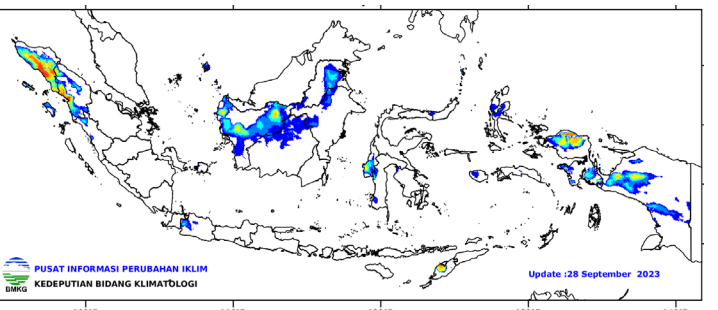 PUSAT INFORMASI PERUBAHAN IKLIM
KEDEPUTIAN BIDANG KLIMATOLOGI
BMKG
Update :28 September 2023